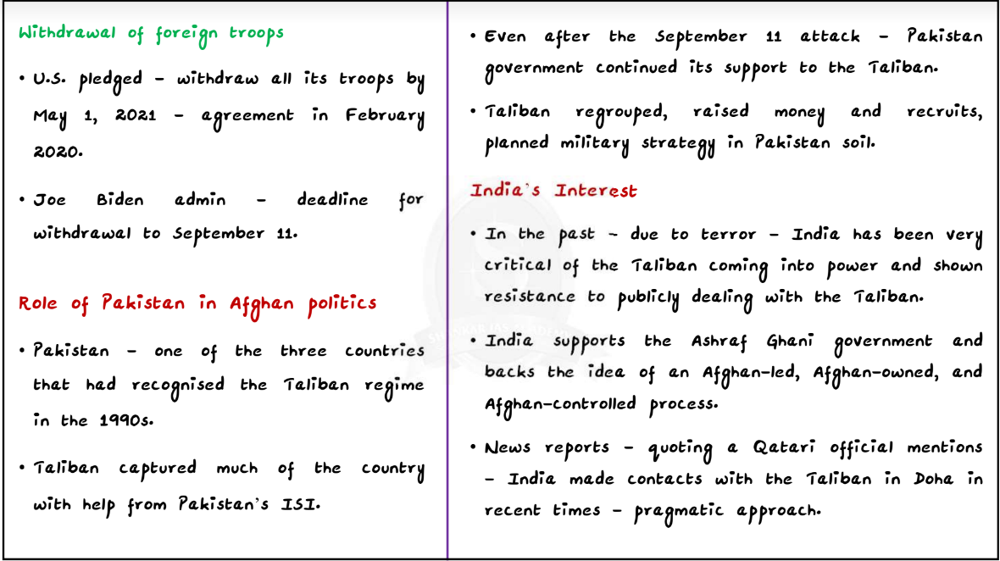 Withdrawal of foreign troops
• U.S. pledged – withdraw all its troops by
May 1, 2021 – agreement in February
2020.
• Joe Biden admin – deadline for
withdrawal to September 11.
Role of Pakistan in Afghan politics
• Pakistan – one of the three countries
that had recognised the Taliban regime
in the 1990s.
• Taliban captured much of the country
with help from Pakistan's ISI.
• Even after the September 11 attack – Pakistan
government continued its support to the Taliban.
• Taliban regrouped, raised money and recruits,
planned military strategy in Pakistan soil.
India's Interest
• In the past – due to terror – India has been very
critical of the Taliban coming into power and shown
resistance to publicly dealing with the Taliban.
• India supports the Ashraf Ghani government and
backs the idea of an Afghan-led, Afghan-owned, and
Afghan-controlled process.
• News reports – quoting a Qatari official mentions
– India made contacts with the Taliban in Doha in
recent times – pragmatic approach.